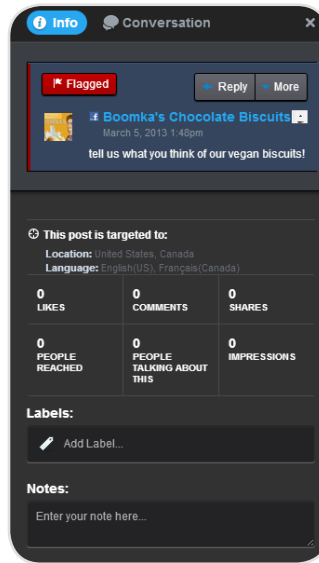 Info
Conversation
Flagged
Reply
More
Boomka's Chocolate Biscuits
March 5, 2013 1:48pm
tell us what you think of our vegan biscuits!
This post is targeted to:
Location: United States, Canada
Language: English(US), Français(Canada)
0
LIKES
0
COMMENTS
0
SHARES
0
PEOPLE
REACHED
0
PEOPLE
TALKING ABOUT
THIS
0
IMPRESSIONS
Labels:
Add Label...
Notes:
Enter your note here...